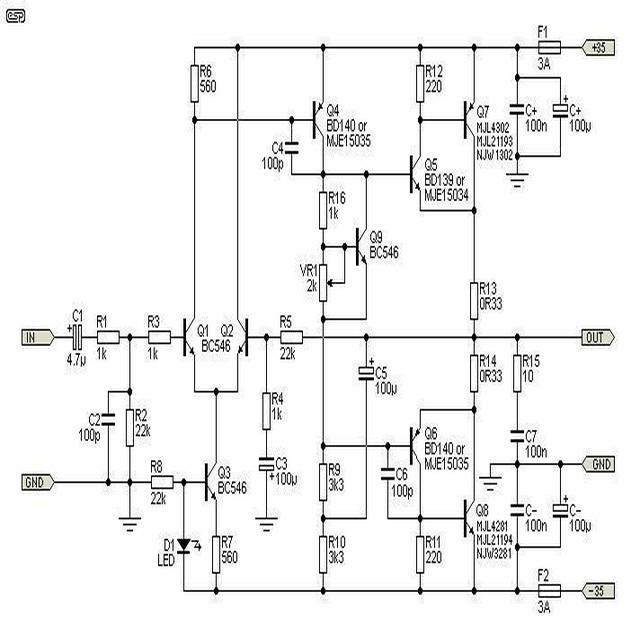 ESP
F1
+35
3A
R6
560
R12
220
Q4
BD140 or
MJE15035
Q7
MJL4302
MJL21193
NJW1302
C+
100n
+
C+
100µ
C4
100p
Q5
BD139 or
MJE15034
R16
1k
Q9
BC546
VR1
2k
R13
0R33
C1
+
4.7µ
IN
R1
1k
R3
1k
Q1
Q2
BC546
R5
22k
OUT
+
C5
100µ
R14
0R33
R15
10
C2
100p
R2
22k
R4
1k
Q6
BD140 or
MJE15035
C7
100n
GND
R8
22k
Q3
BC546
C3
+100µ
R9
3k3
C6
100p
GND
Q8
MJL4281
MJL21194
NJW3281
C-
100n
+
C-
100µ
D1
LED
R7
560
R10
3k3
R11
220
F2
-35
3A